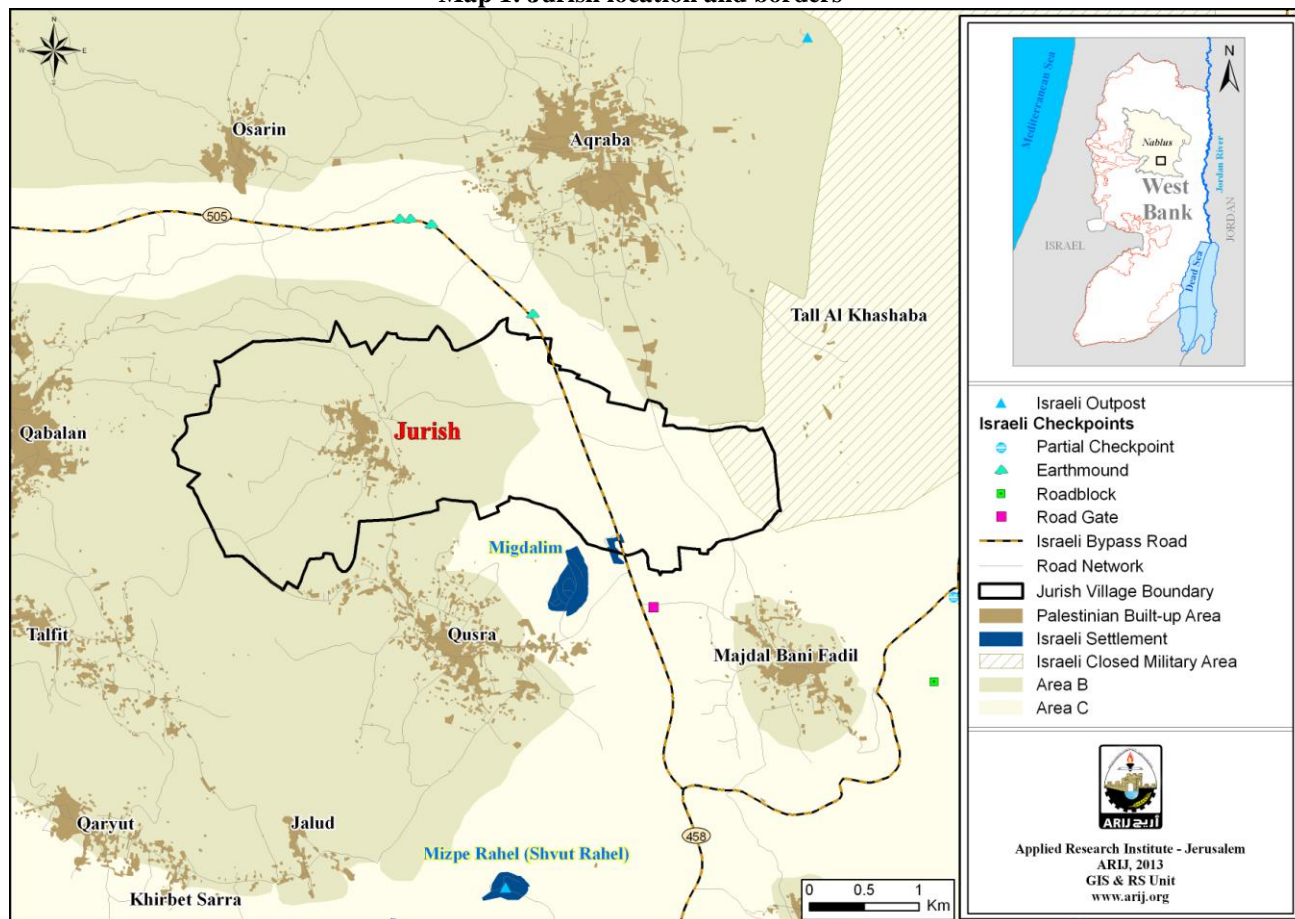 Map 1: Jurish location and borders
W
N
E
S
Osarin
Aqraba
505
Tall Al Khashaba
Qabalan
Jurish
Migdalim
Talfit
Qusra
Majdal Bani Fadil
Qaryut
Jalud
458
Mizpe Rahel (Shvut Rahel)
Khirbet Sarra
0 0.5 1
Km
N
Mediterranean Sea
Nablus
West
Bank
Jordan River
JORDAN
ISRAEL
Dead Sea
Israeli Outpost
Israeli Checkpoints
Partial Checkpoint
Earthmound
Roadblock
Road Gate
Israeli Bypass Road
Road Network
Jurish Village Boundary
Palestinian Built-up Area
Israeli Settlement
Israeli Closed Military Area
Area B
Area C
ARIJ أريج
Applied Research Institute - Jerusalem
ARIJ, 2013
GIS & RS Unit
www.arij.org